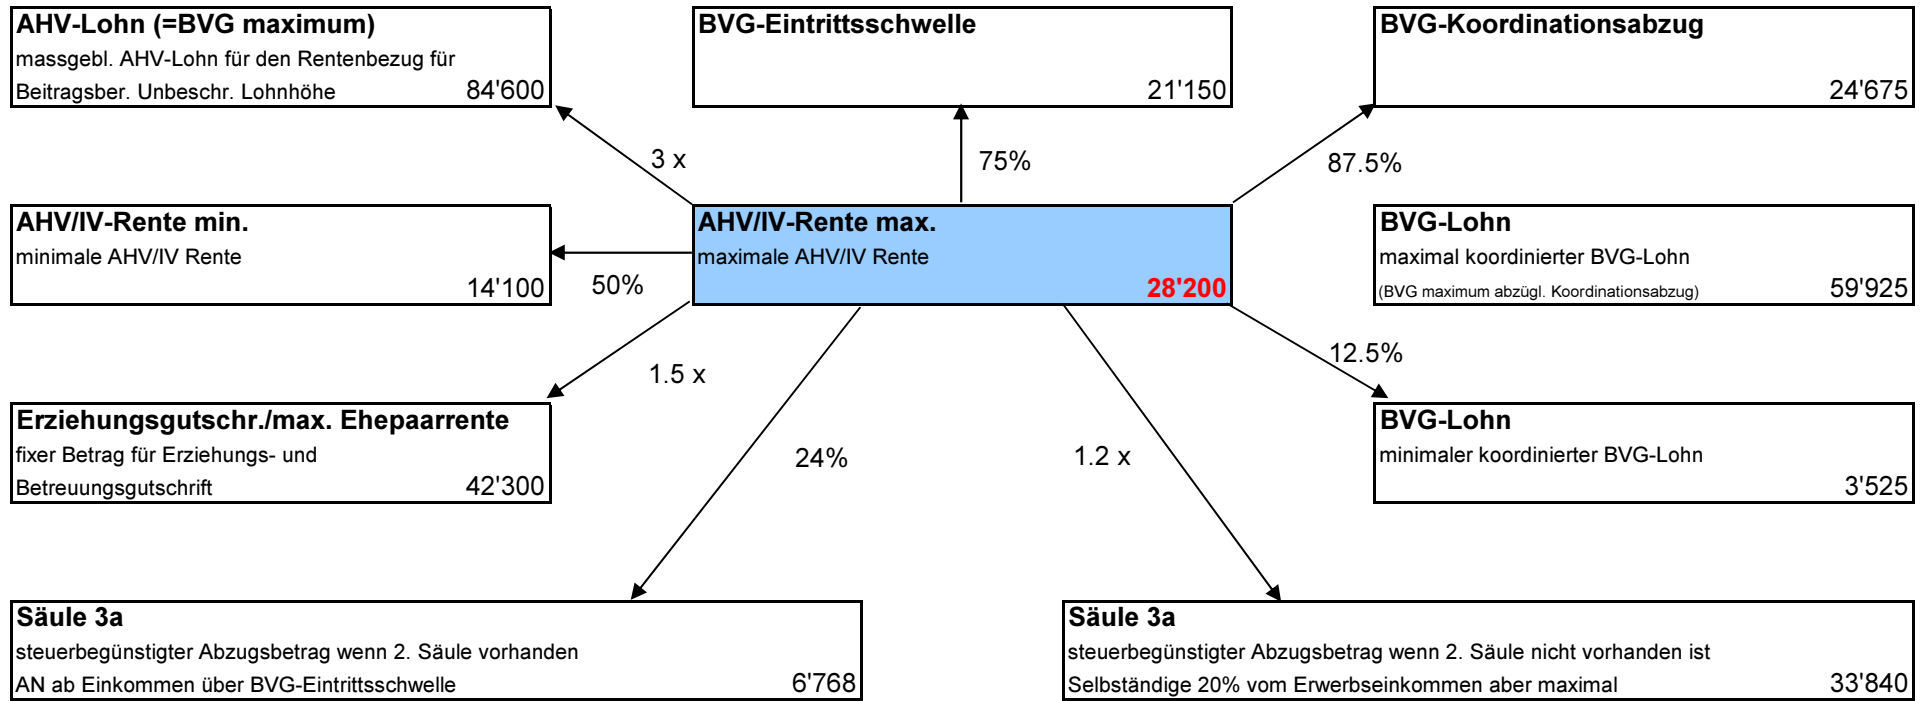 AHV-Lohn (=BVG maximum)
massgebl. AHV-Lohn für den Rentenbezug für
Beitragsber. Unbeschr. Lohnhöhe 84'600
BVG-Eintrittsschwelle
21'150
BVG-Koordinationsabzug
24'675
3 x
75%
87.5%
AHV/IV-Rente min.
minimale AHV/IV Rente
14'100
50%
AHV/IV-Rente max.
maximale AHV/IV Rente
28'200
BVG-Lohn
maximal koordinierter BVG-Lohn
(BVG maximum abzügl. Koordinationsabzug) 59'925
1.5 x
12.5%
Erziehungsgutschr./max. Ehepaarrente
fixer Betrag für Erziehungs- und
Betreuungsgutschrift 42'300
24%
1.2 x
BVG-Lohn
minimaler koordinierter BVG-Lohn
3'525
Säule 3a
steuerbegünstigter Abzugsbetrag wenn 2. Säule vorhanden
AN ab Einkommen über BVG-Eintrittsschwelle 6'768
Säule 3a
steuerbegünstigter Abzugsbetrag wenn 2. Säule nicht vorhanden ist
Selbständige 20% vom Erwerbseinkommen aber maximal 33'840